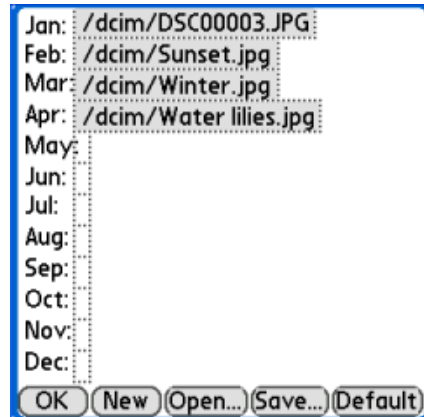 Jan: /dcim/DSC00003.JPG
Feb: /dcim/Sunset.jpg
Mar: /dcim/Winter.jpg
Apr: /dcim/Water lilies.jpg
May:
Jun:
Jul:
Aug:
Sep:
Oct:
Nov:
Dec:
OK New Open... Save... Default